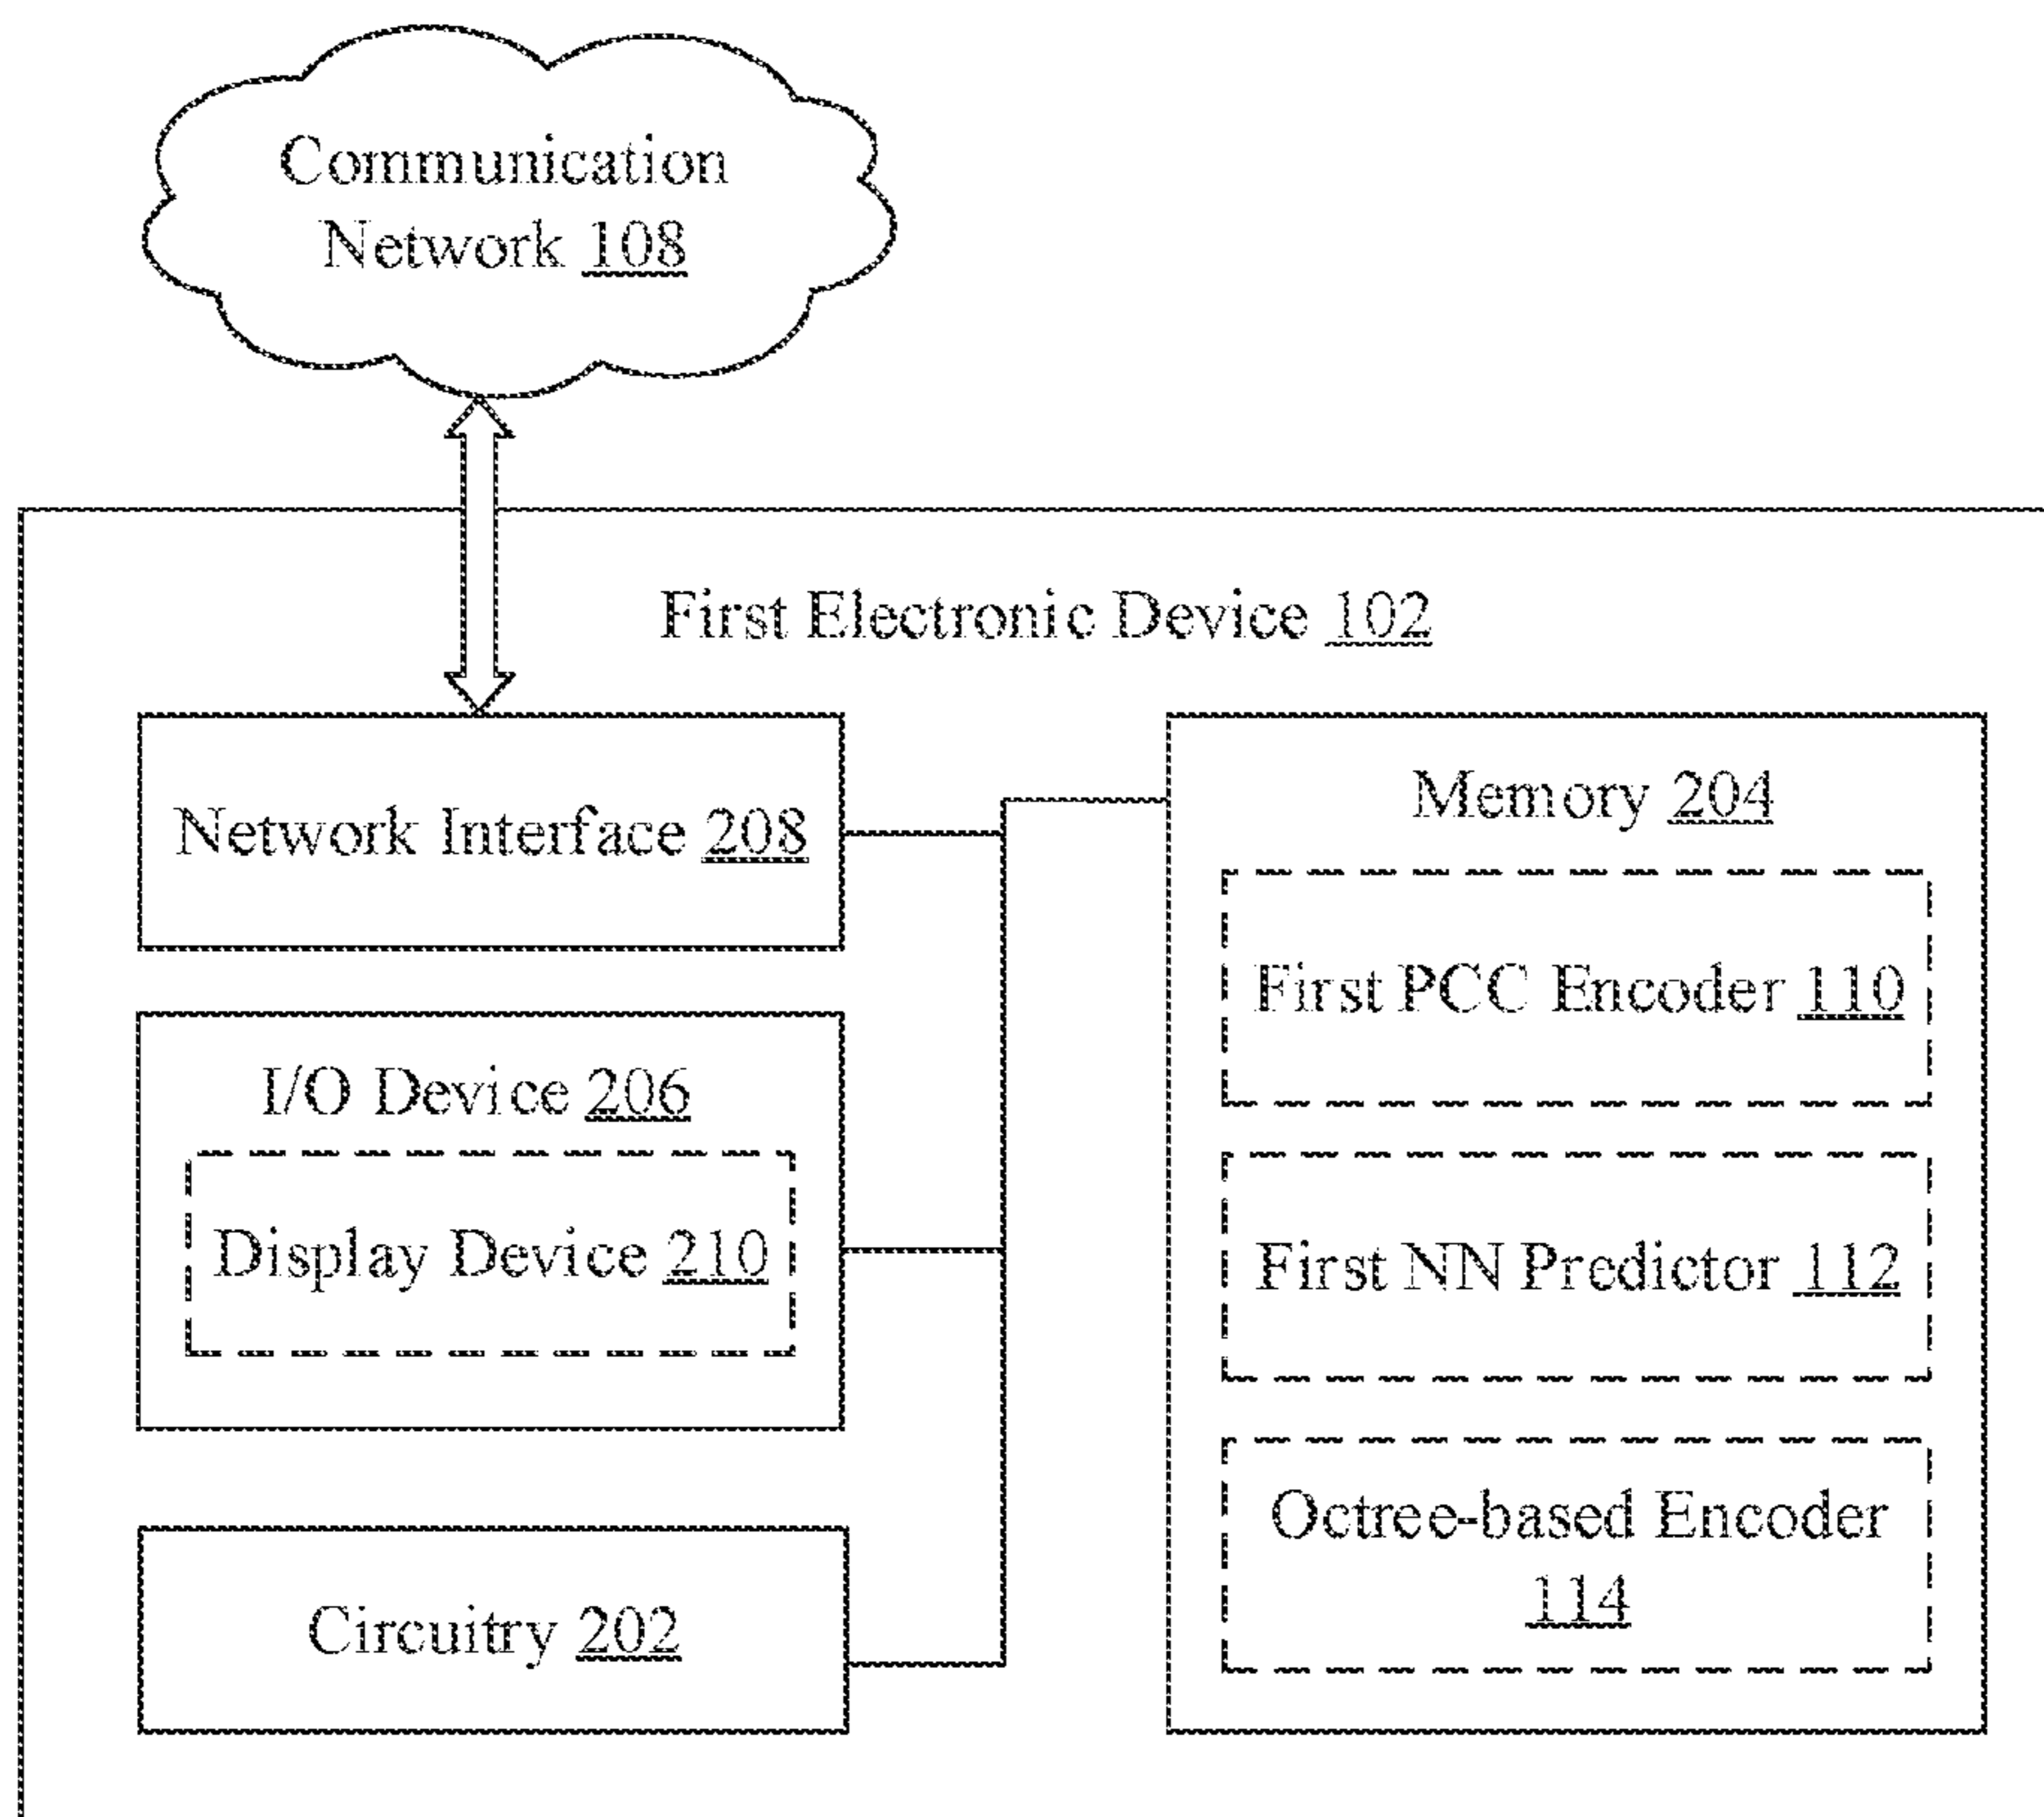 Communication
Network 108
First Electronic Device 102
Network Interface 208
I/O Device 206
Display Device 210
Circuitry 202
Memory 204
First PCC Encoder 110
First NN Predictor 112
Octree-based Encoder
114